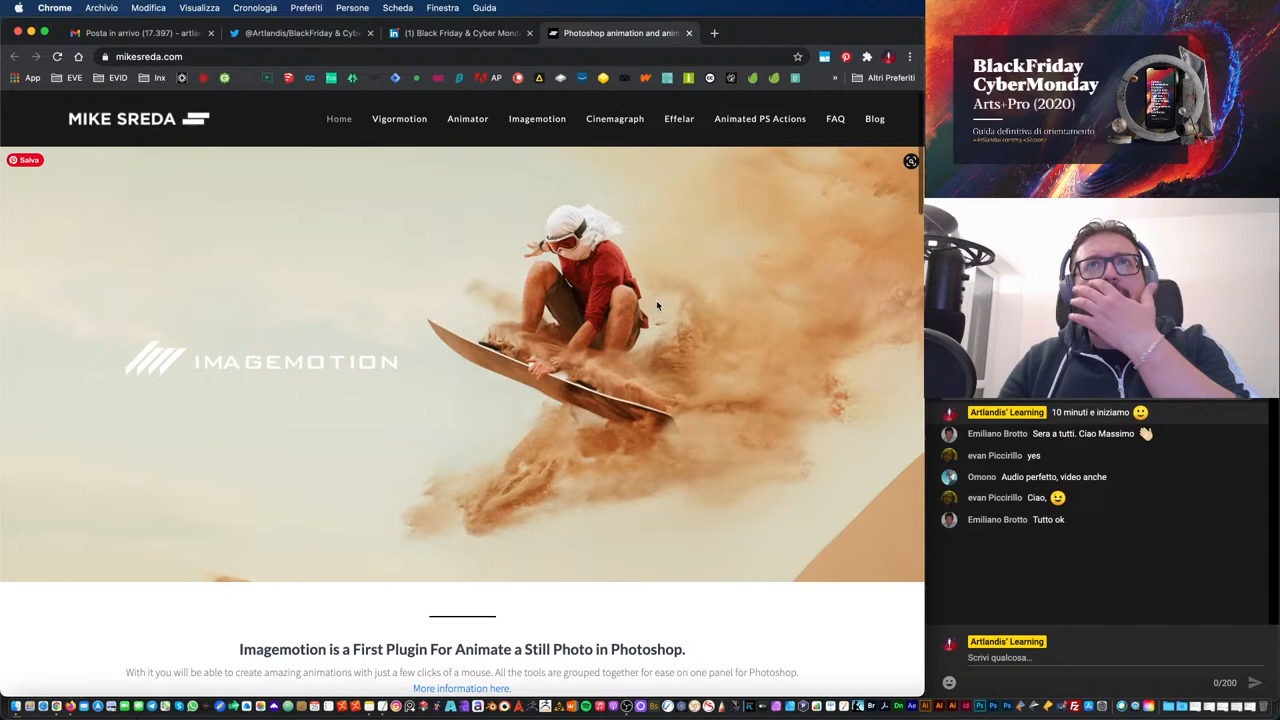 Chrome Archivio Modifica Visualizza Cronologia Preferiti Persone Scheda Finestra Guida
Posta in arrivo (17.397) - artlan
@Artlandis/BlackFriday & Cybe
(1) Black Friday & Cyber Mond
Photoshop animation and anim
mikesreda.com
App EVE EVID Inx AP Altri Preferiti
MIKE SREDA
Home Vigormotion Animator Imagemotion Cinemagraph Effelar Animated PS Actions FAQ Blog
Salva
IMAGEMOTION
Imagemotion is a First Plugin For Animate a Still Photo in Photoshop.
With it you will be able to create amazing animations with just a few clicks of a mouse. All the tools are grouped together for ease on one panel for Photoshop.
More information here.
BlackFriday
CyberMonday
Arts+Pro (2020)
Guida definitiva di orientamento
Artlandis' Learning 10 minuti e iniziamo
Emiliano Brotto Sera a tutti. Ciao Massimo
evan Piccirillo yes
Omono Audio perfetto, video anche
evan Piccirillo Ciao,
Emiliano Brotto Tutto ok
Artlandis' Learning
Scrivi qualcosa...
0/200